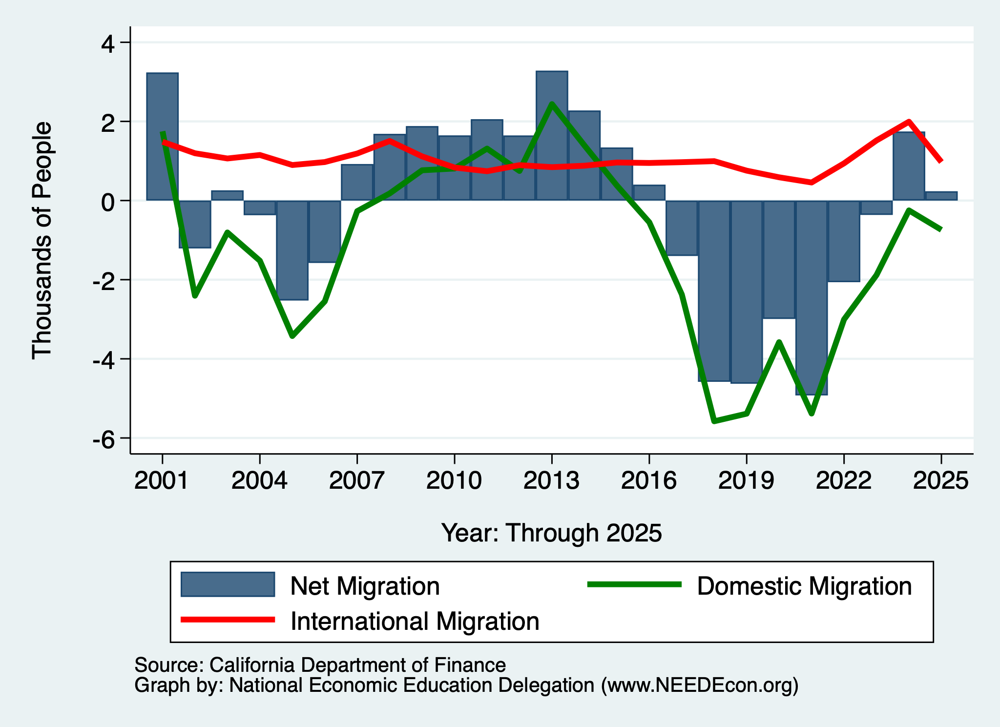 4
2
0
-2
-4
-6
Thousands of People
2001 2004 2007 2010 2013 2016 2019 2022 2025
Year: Through 2025
Net Migration Domestic Migration
International Migration
Source: California Department of Finance
Graph by: National Economic Education Delegation (www.NEEDEcon.org)